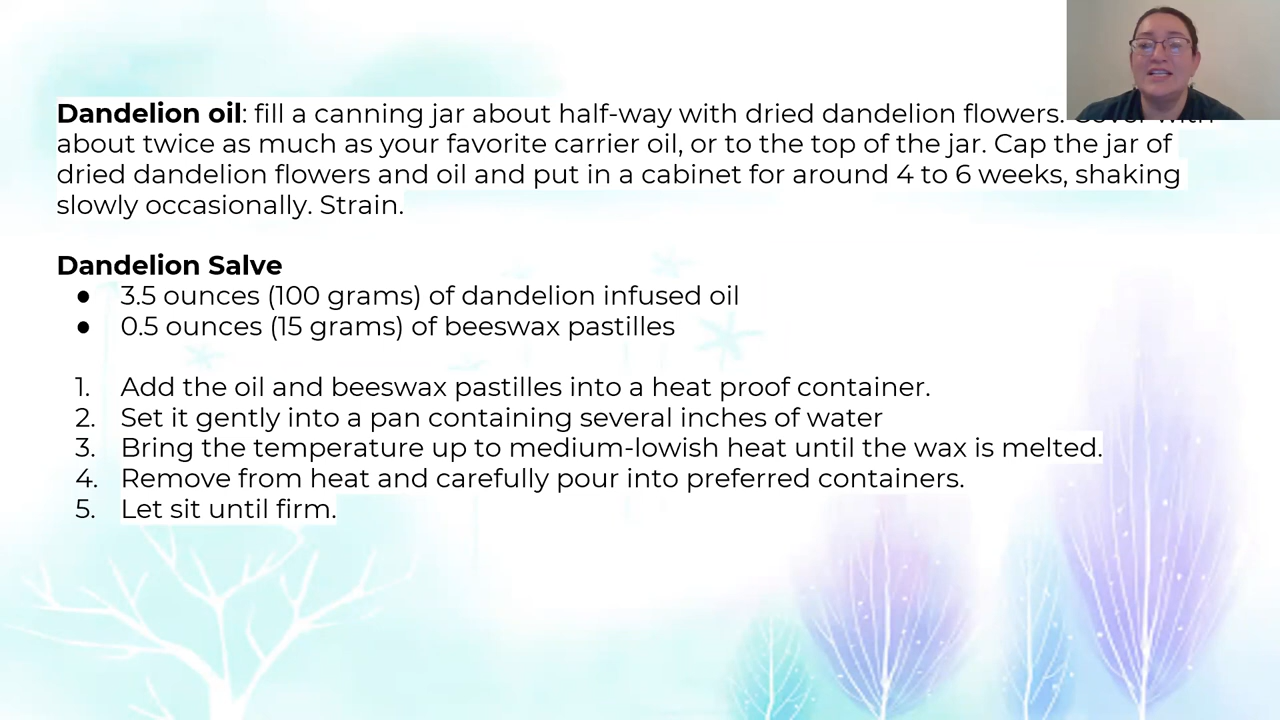 Dandelion oil: fill a canning jar about half-way with dried dandelion flowers. Cover with
about twice as much as your favorite carrier oil, or to the top of the jar. Cap the jar of
dried dandelion flowers and oil and put in a cabinet for around 4 to 6 weeks, shaking
slowly occasionally. Strain.
Dandelion Salve
● 3.5 ounces (100 grams) of dandelion infused oil
● 0.5 ounces (15 grams) of beeswax pastilles
1. Add the oil and beeswax pastilles into a heat proof container.
2. Set it gently into a pan containing several inches of water
3. Bring the temperature up to medium-lowish heat until the wax is melted.
4. Remove from heat and carefully pour into preferred containers.
5. Let sit until firm.